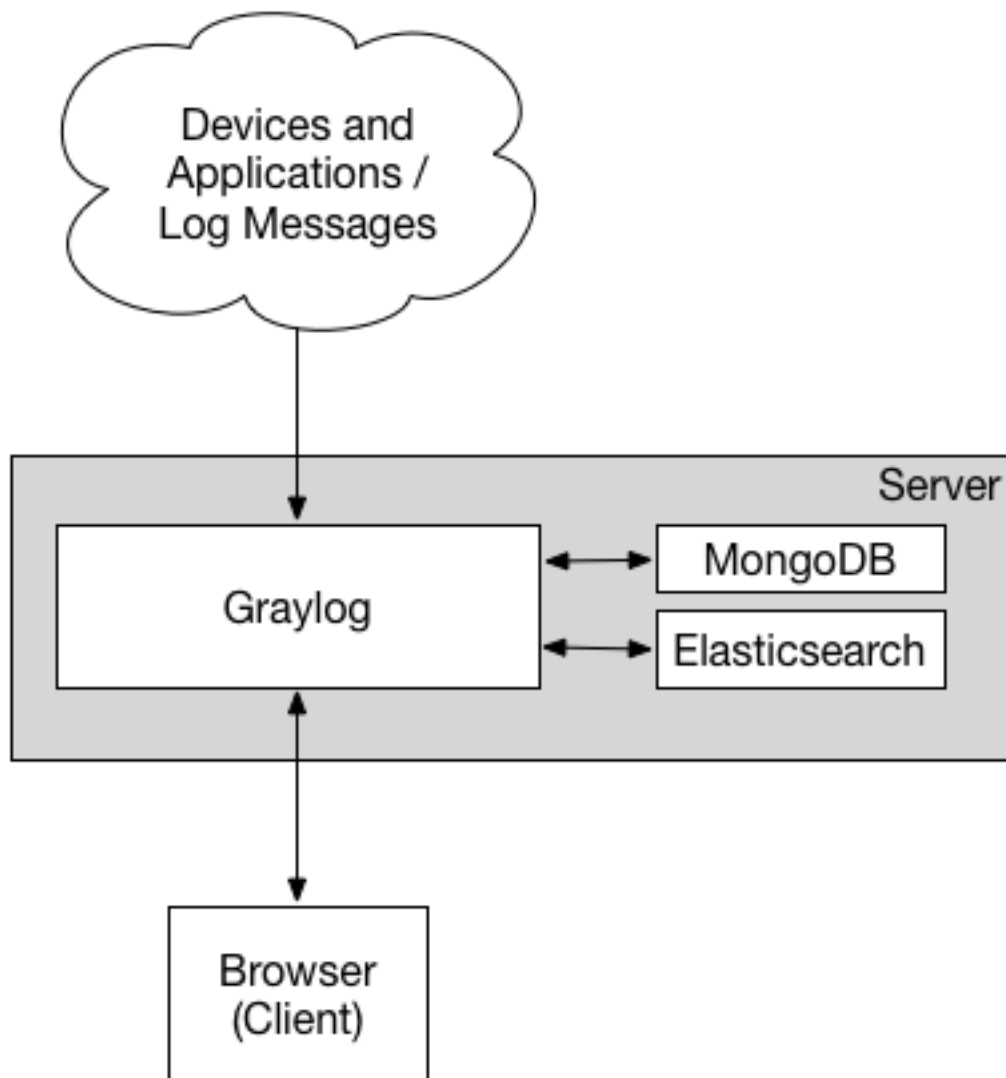 Devices and
Applications /
Log Messages
Server
MongoDB
Graylog
Elasticsearch
Browser
(Client)